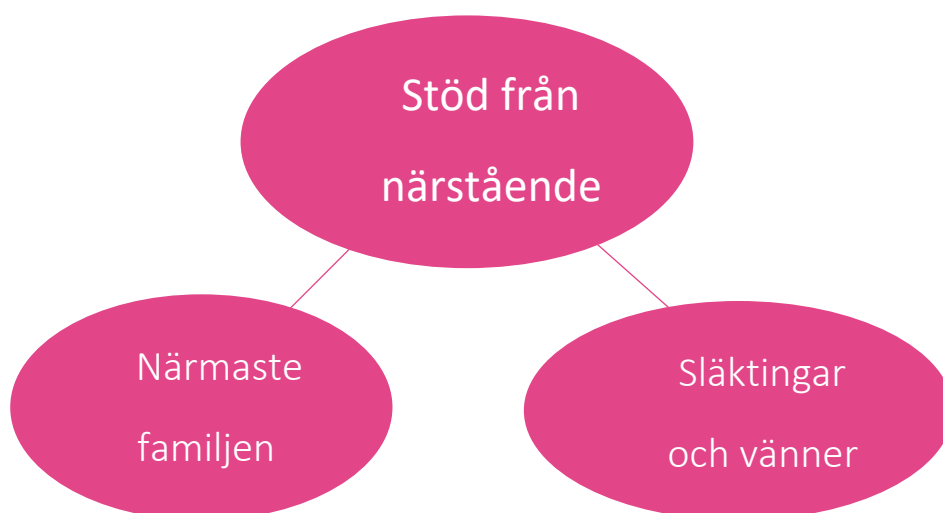 Stöd från
närstående
Närmaste
familjen
Släktingar
och vänner